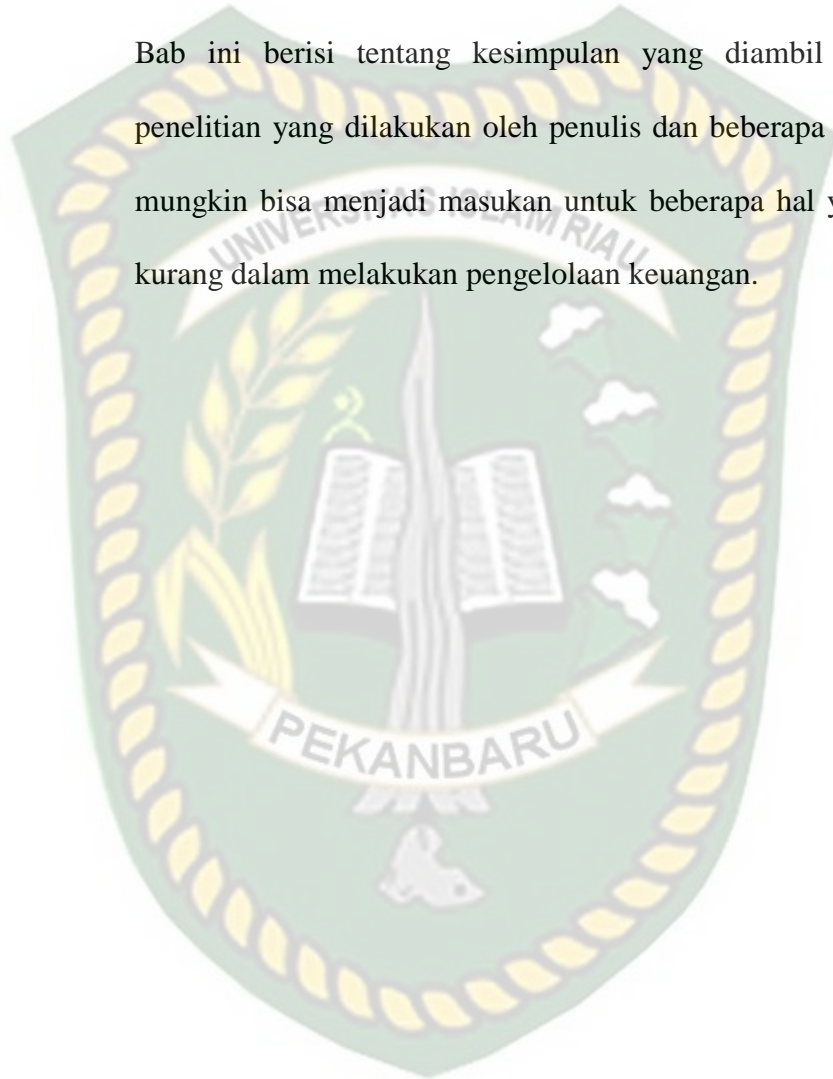 Bab ini berisi tentang kesimpulan yang diambil
penelitian yang dilakukan oleh penulis dan beberapa
mungkin bisa menjadi masukan untuk beberapa hal y
kurang dalam melakukan pengelolaan keuangan.
UNIVERSITAS ISLAM RIAU
PEKANBARU